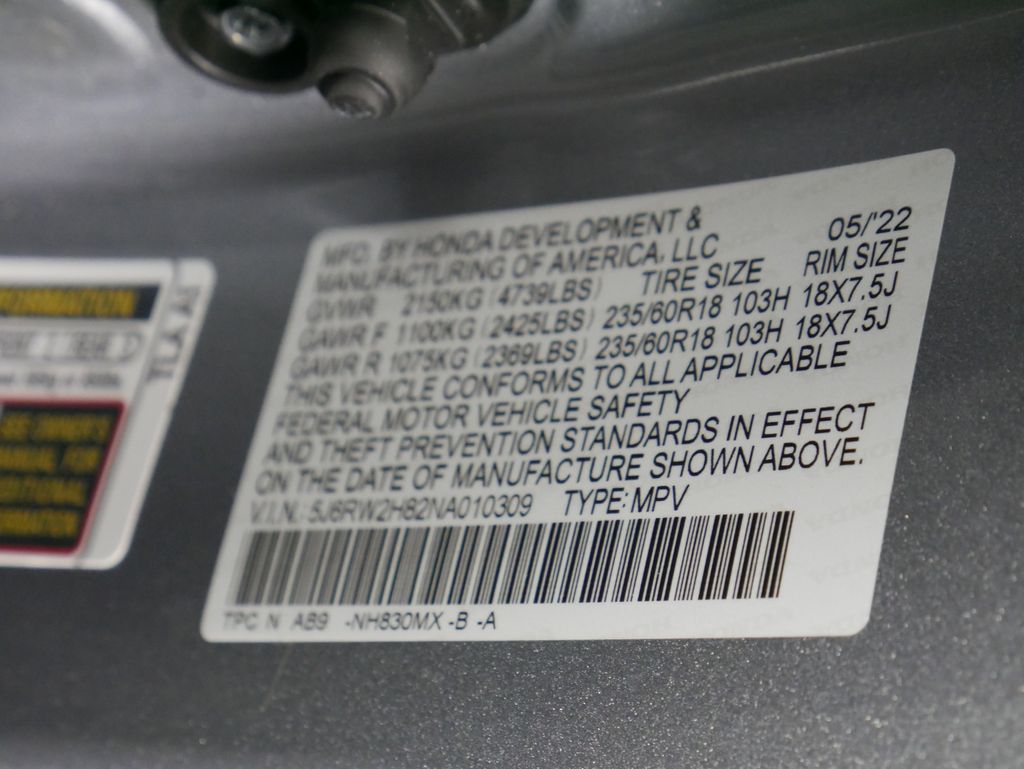 MFD. BY HONDA DEVELOPMENT &
MANUFACTURING OF AMERICA, LLC 05/'22
GVWR 2150KG (4739LBS) TIRE SIZE RIM SIZE
GAWR F 1100KG (2425LBS) 235/60R18 103H 18X7.5J
GAWR R 1075KG (2369LBS) 235/60R18 103H 18X7.5J
THIS VEHICLE CONFORMS TO ALL APPLICABLE
FEDERAL MOTOR VEHICLE SAFETY
AND THEFT PREVENTION STANDARDS IN EFFECT
ON THE DATE OF MANUFACTURE SHOWN ABOVE.
V.I.N.: 5J6RW2H82NA010309 TYPE: MPV
TPC N AB9 -NH830MX -B -A